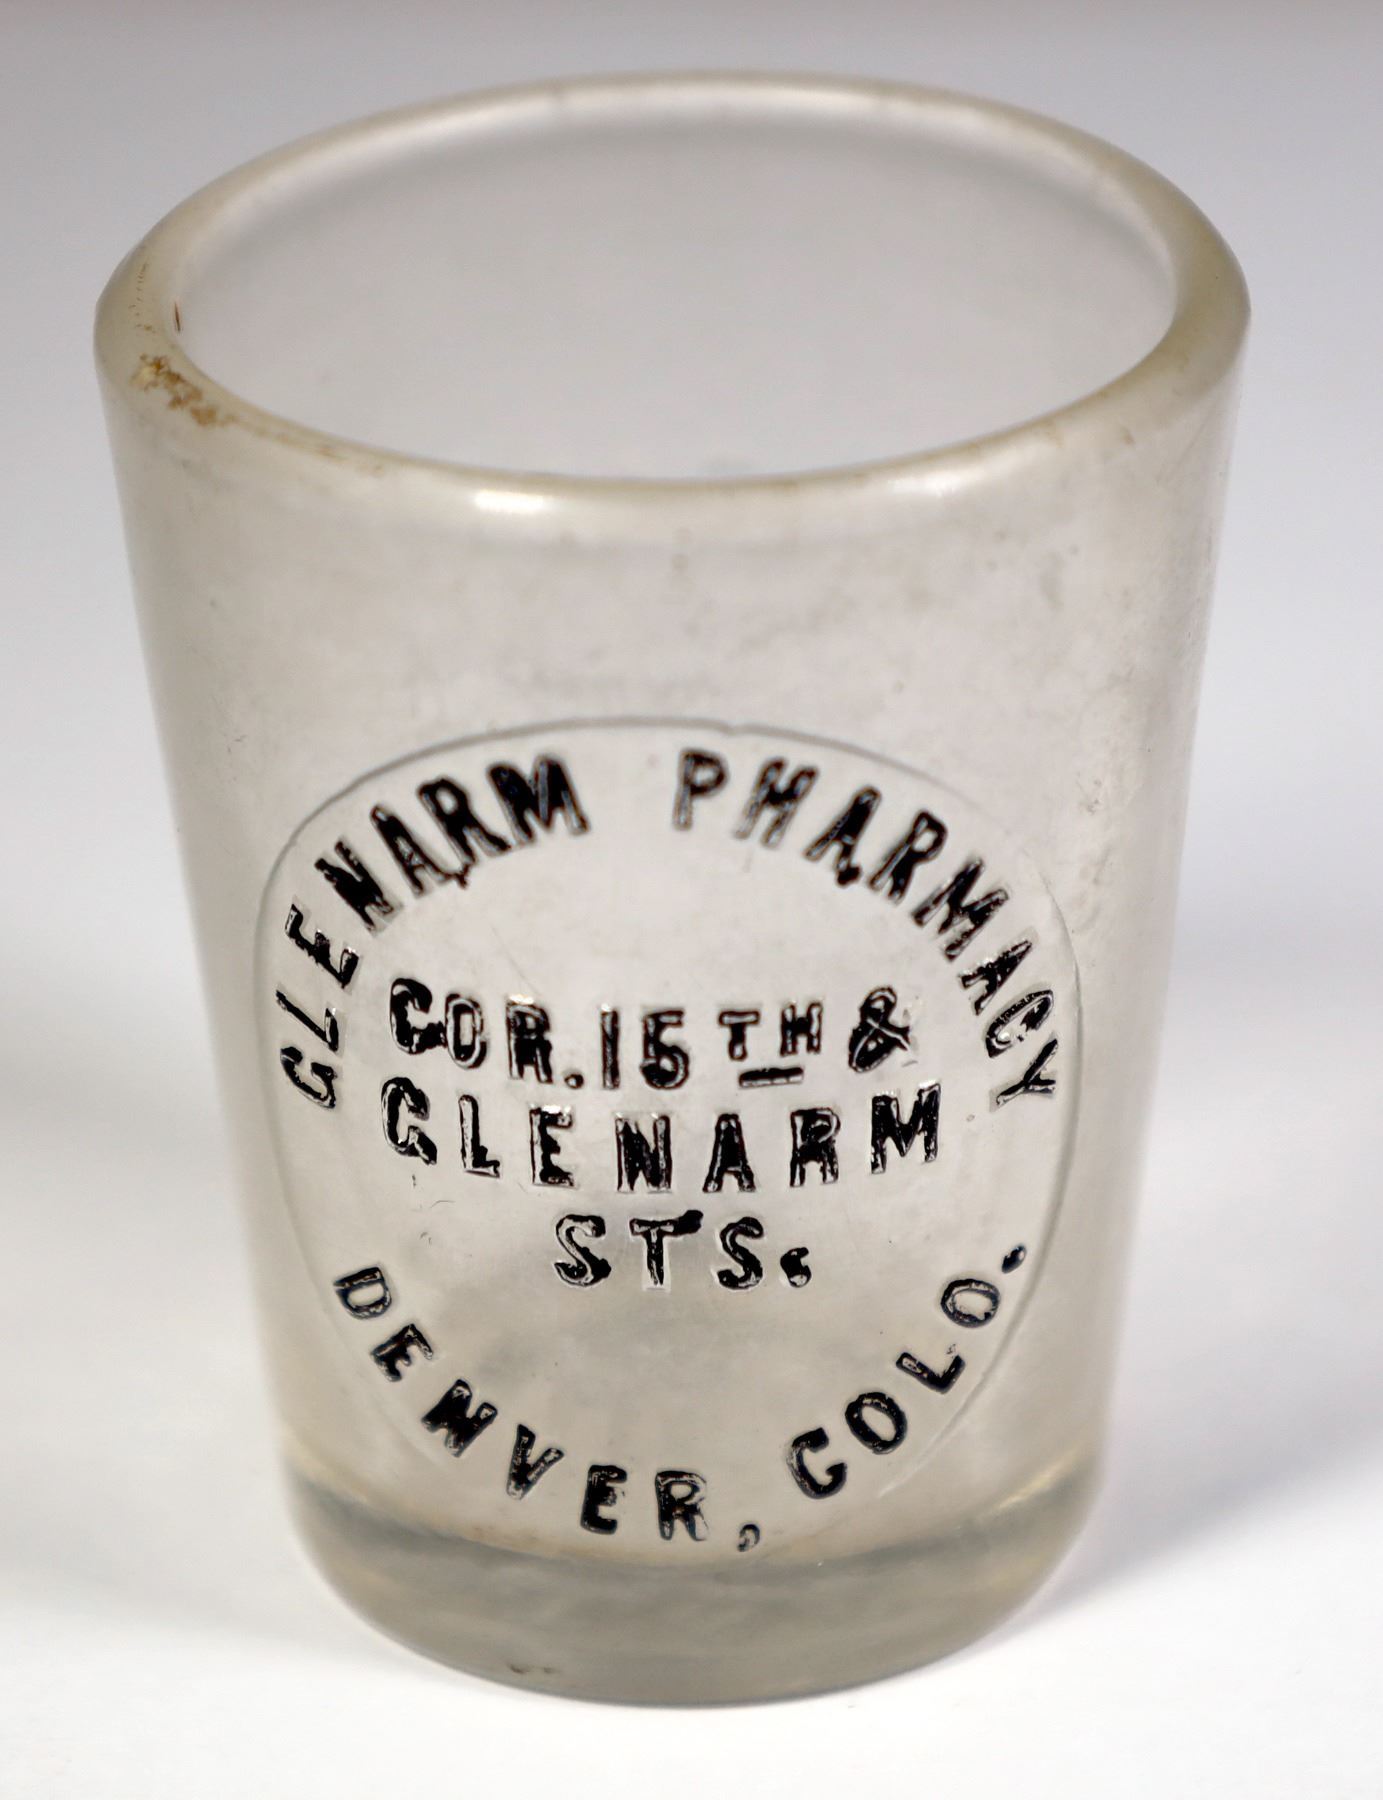 GLENARM PHARMACY
COR. 15TH &
GLENARM
STS.
DENVER, COLO.